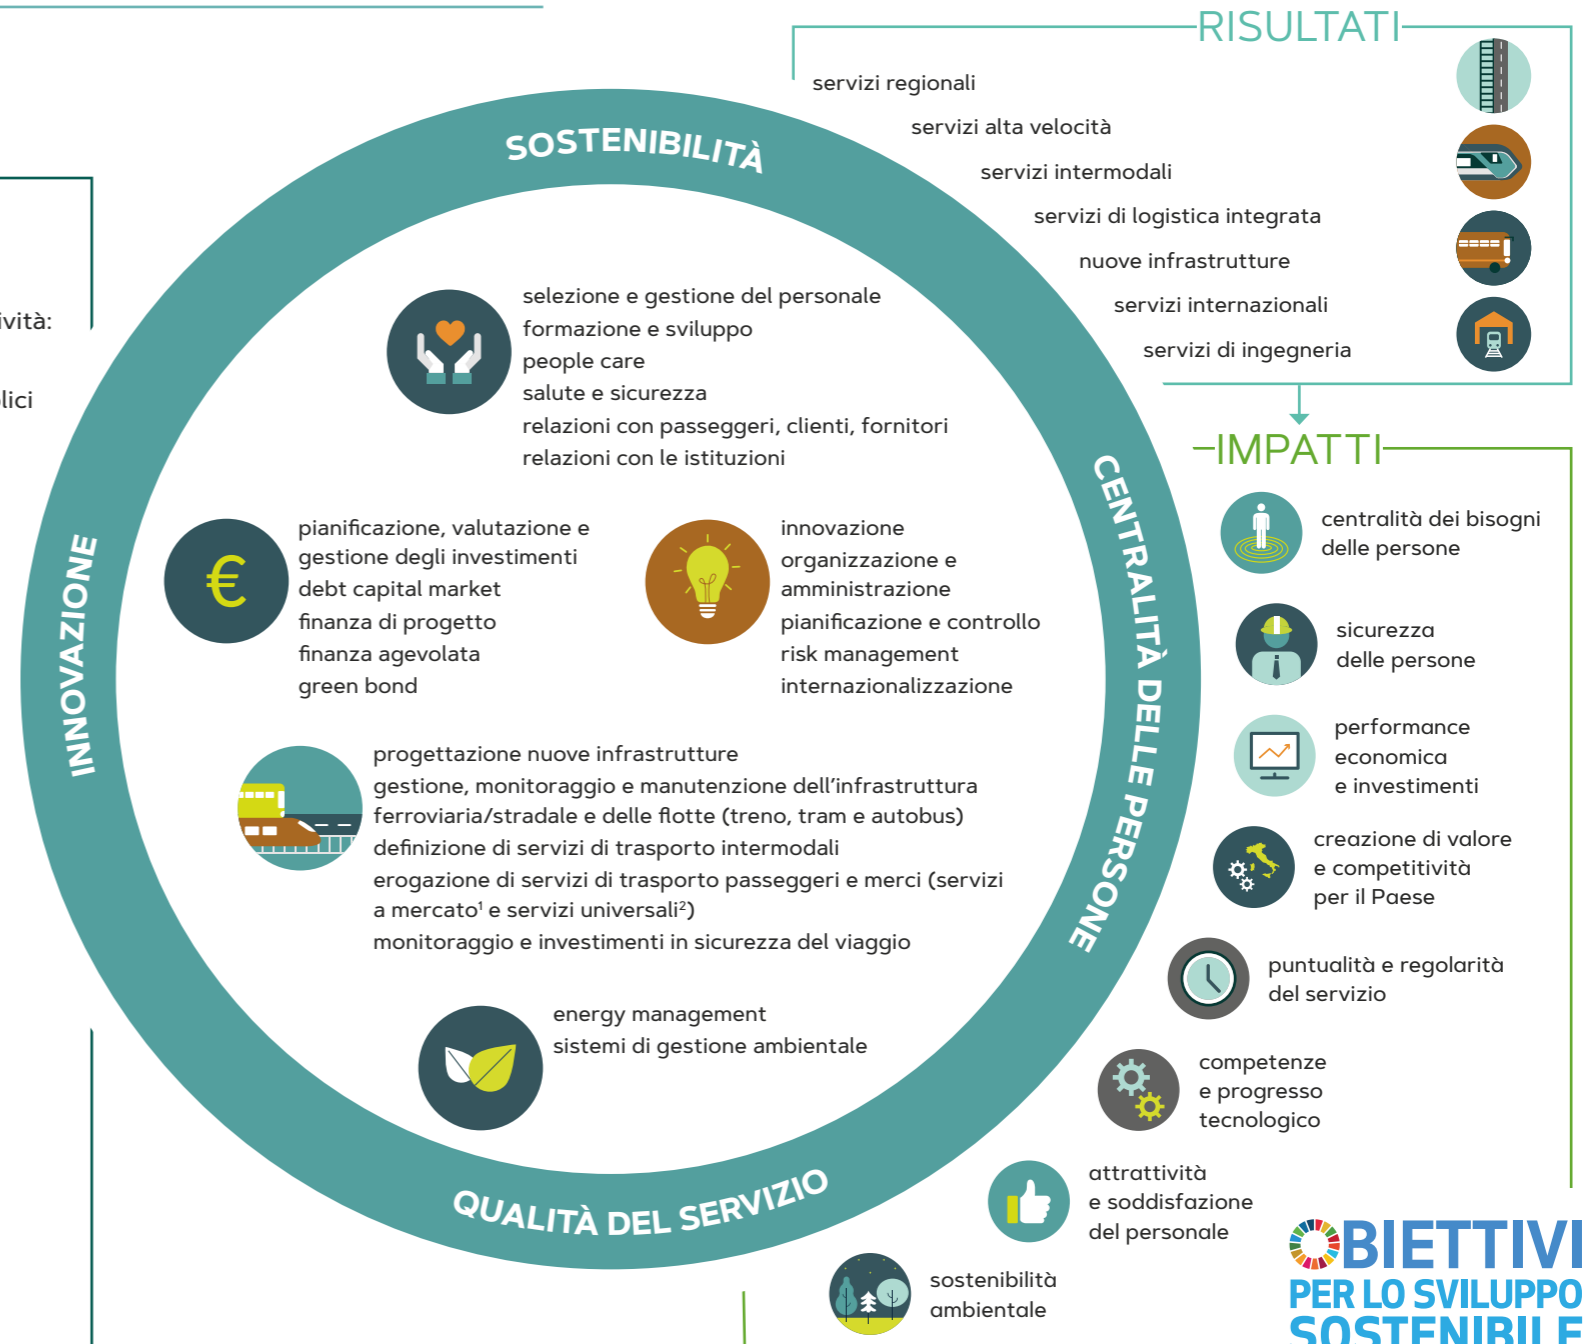 RISULTATI
servizi regionali
servizi alta velocità
servizi intermodali
servizi di logistica integrata
nuove infrastrutture
servizi internazionali
servizi di ingegneria
SOSTENIBILITÀ
INNOVAZIONE
CENTRALITÀ DELLE PERSONE
QUALITÀ DEL SERVIZIO
selezione e gestione del personale
formazione e sviluppo
people care
salute e sicurezza
relazioni con passeggeri, clienti, fornitori
relazioni con le istituzioni
€
pianificazione, valutazione e
gestione degli investimenti
debt capital market
finanza di progetto
finanza agevolata
green bond
innovazione
organizzazione e
amministrazione
pianificazione e controllo
risk management
internazionalizzazione
progettazione nuove infrastrutture
gestione, monitoraggio e manutenzione dell’infrastruttura
ferroviaria/stradale e delle flotte (treno, tram e autobus)
definizione di servizi di trasporto intermodali
erogazione di servizi di trasporto passeggeri e merci (servizi
a mercato¹ e servizi universali²)
monitoraggio e investimenti in sicurezza del viaggio
energy management
sistemi di gestione ambientale
IMPATTI
centralità dei bisogni
delle persone
sicurezza
delle persone
performance
economica
e investimenti
creazione di valore
e competitività
per il Paese
puntualità e regolarità
del servizio
competenze
e progresso
tecnologico
attrattività
e soddisfazione
del personale
sostenibilità
ambientale
OBIETTIVI
PER LO SVILUPPO
SOSTENIBILE